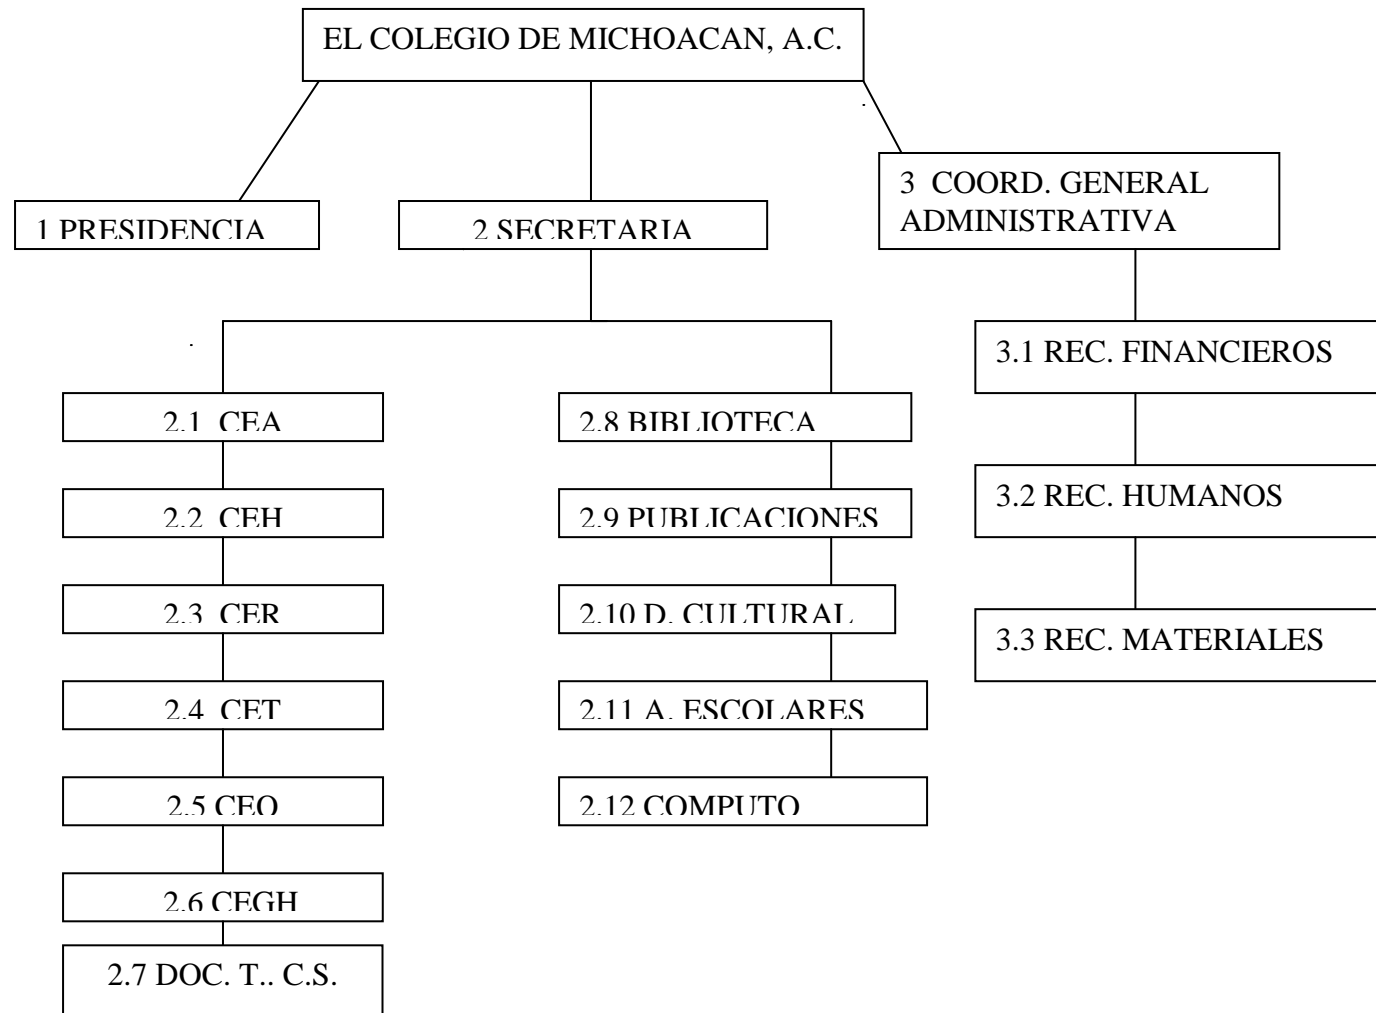 EL COLEGIO DE MICHOACAN, A.C.
1 PRESIDENCIA
2 SECRETARIA
3 COORD. GENERAL
ADMINISTRATIVA
2.1 CEA
2.2 CEH
2.3 CER
2.4 CET
2.5 CEQ
2.6 CEGH
2.7 DOC. T.. C.S.
2.8 BIBLIOTECA
2.9 PUBLICACIONES
2.10 D. CULTURAL
2.11 A. ESCOLARES
2.12 COMPUTO
3.1 REC. FINANCIEROS
3.2 REC. HUMANOS
3.3 REC. MATERIALES